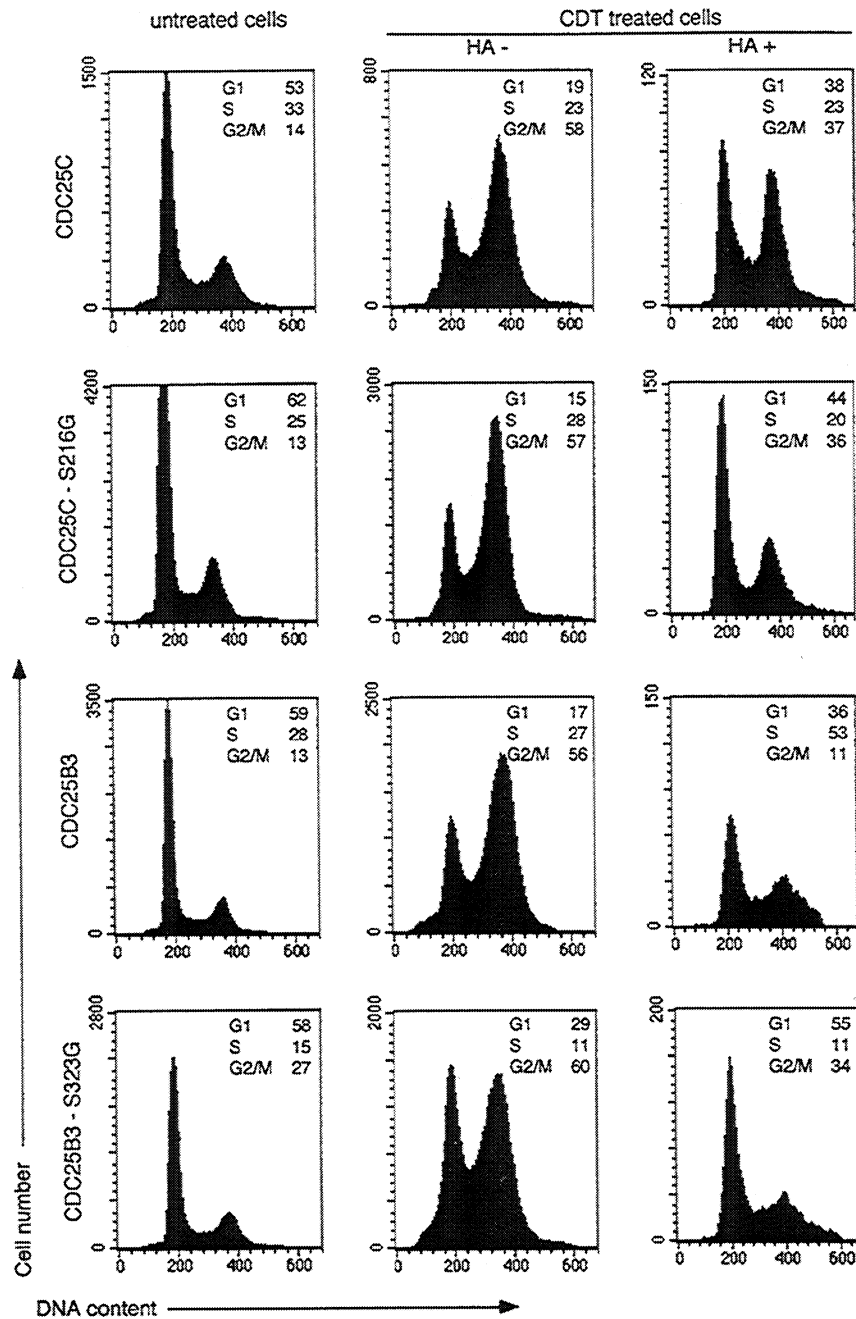 untreated cells
CDT treated cells
HA -
HA +
CDC25C
1500
0
G1 53
S 33
G2/M 14
0 200 400 600
800
0
G1 19
S 23
G2/M 58
0 200 400 600
120
0
G1 38
S 23
G2/M 37
0 200 400 600
CDC25C - S216G
4200
0
G1 62
S 25
G2/M 13
0 200 400 600
3000
0
G1 15
S 28
G2/M 57
0 200 400 600
150
0
G1 44
S 20
G2/M 36
0 200 400 600
CDC25B3
3500
0
G1 59
S 28
G2/M 13
0 200 400 600
2500
0
G1 17
S 27
G2/M 56
0 200 400 600
150
0
G1 36
S 53
G2/M 11
0 200 400 600
CDC25B3 - S323G
2800
0
G1 58
S 15
G2/M 27
0 200 400 600
2000
0
G1 29
S 11
G2/M 60
0 200 400 600
200
0
G1 55
S 11
G2/M 34
0 200 400 600
Cell number
DNA content